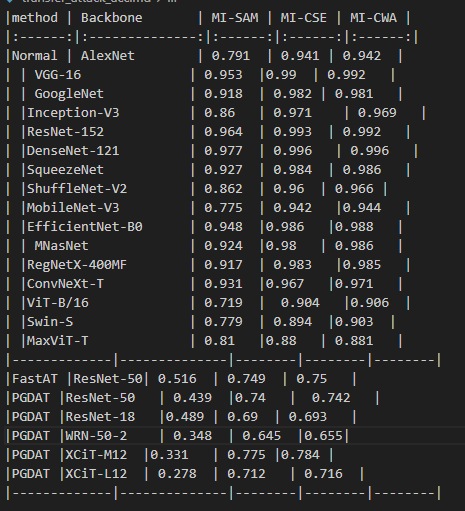 |method | Backbone | MI-SAM | MI-CSE | MI-CWA |
|:------:|:--------------:|:------:|:------:|:------:|
|Normal | AlexNet | 0.791 | 0.941 | 0.942 |
| | VGG-16 | 0.953 |0.99 | 0.992 |
| | GoogleNet | 0.918 | 0.982 | 0.981 |
| |Inception-V3 | 0.86 | 0.971 | 0.969 |
| |ResNet-152 | 0.964 | 0.993 | 0.992 |
| |DenseNet-121 | 0.977 | 0.996 | 0.996 |
| |SqueezeNet | 0.927 | 0.984 | 0.986 |
| |ShuffleNet-V2 | 0.862 | 0.96 | 0.966 |
| |MobileNet-V3 | 0.775 | 0.942 |0.944 |
| |EfficientNet-B0 | 0.948 |0.986 |0.988 |
| | MNasNet | 0.924 |0.98 | 0.986 |
| |RegNetX-400MF | 0.917 | 0.983 |0.985 |
| |ConvNeXt-T | 0.931 |0.967 |0.971 |
| |ViT-B/16 | 0.719 | 0.904 |0.906 |
| |Swin-S | 0.779 | 0.894 |0.903 |
| |MaxViT-T | 0.81 |0.88 | 0.881 |
|-------------|--------------|--------|--------|--------|
|FastAT |ResNet-50| 0.516 | 0.749 | 0.75 |
|PGDAT |ResNet-50 | 0.439 |0.74 | 0.742 |
|PGDAT |ResNet-18 |0.489 | 0.69 | 0.693 |
|PGDAT |WRN-50-2 | 0.348 | 0.645 |0.655|
|PGDAT |XCiT-M12 |0.331 | 0.775 |0.784 |
|PGDAT |XCiT-L12 | 0.278 | 0.712 | 0.716 |
|-------------|--------------|--------|--------|--------|